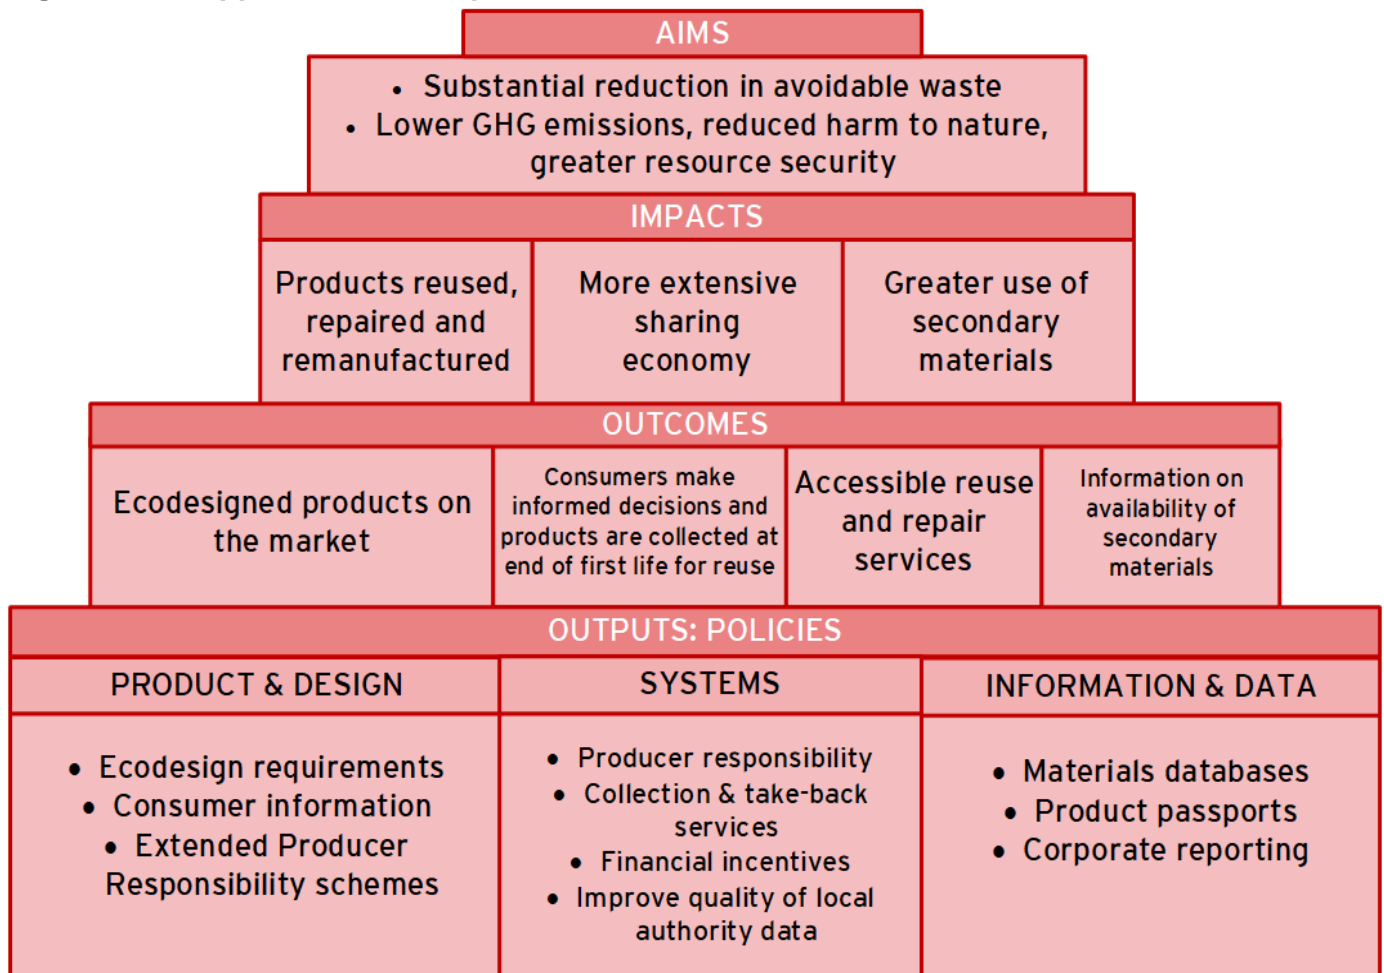 AIMS
• Substantial reduction in avoidable waste
• Lower GHG emissions, reduced harm to nature,
greater resource security
IMPACTS
Products reused,
repaired and
remanufactured
More extensive
sharing
economy
Greater use of
secondary
materials
OUTCOMES
Ecodesigned products on
the market
Consumers make
informed decisions and
products are collected at
end of first life for reuse
Accessible reuse
and repair
services
Information on
availability of
secondary
materials
OUTPUTS: POLICIES
PRODUCT & DESIGN
• Ecodesign requirements
• Consumer information
• Extended Producer
Responsibility schemes
SYSTEMS
• Producer responsibility
• Collection & take-back
services
• Financial incentives
• Improve quality of local
authority data
INFORMATION & DATA
• Materials databases
• Product passports
• Corporate reporting